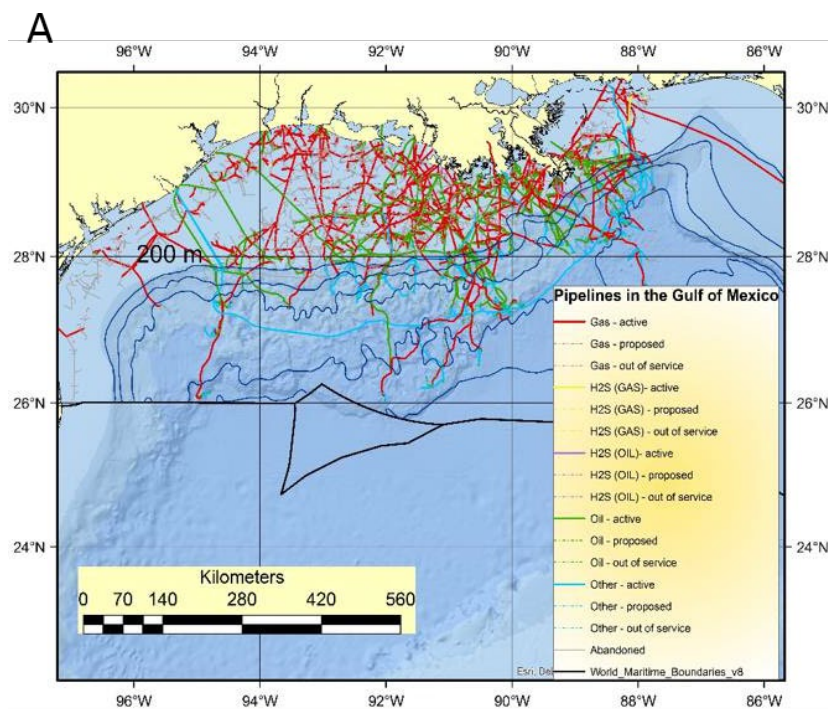 A
96°W 94°W 92°W 90°W 88°W 86°W
30°N 30°N
28°N 28°N
200 m
26°N 26°N
24°N 24°N
Pipelines in the Gulf of Mexico
Gas - active
Gas - proposed
Gas - out of service
H2S (GAS)- active
H2S (GAS) - proposed
H2S (GAS) - out of service
H2S (OIL)- active
H2S (OIL) - proposed
H2S (OIL) - out of service
Oil - active
Oil - proposed
Oil - out of service
Other - active
Other - proposed
Other - out of service
Abandoned
World_Maritime_Boundaries_v8
Kilometers
0 70 140 280 420 560
Esri, De
96°W 94°W 92°W 90°W 88°W 86°W